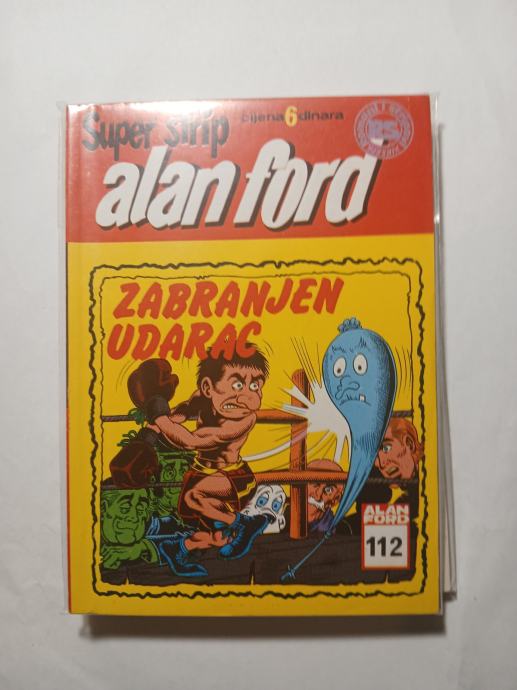 Super strip
cijena 6 dinara
alan ford
ZABRANJEN
UDARAC
ALAN
FORD
112